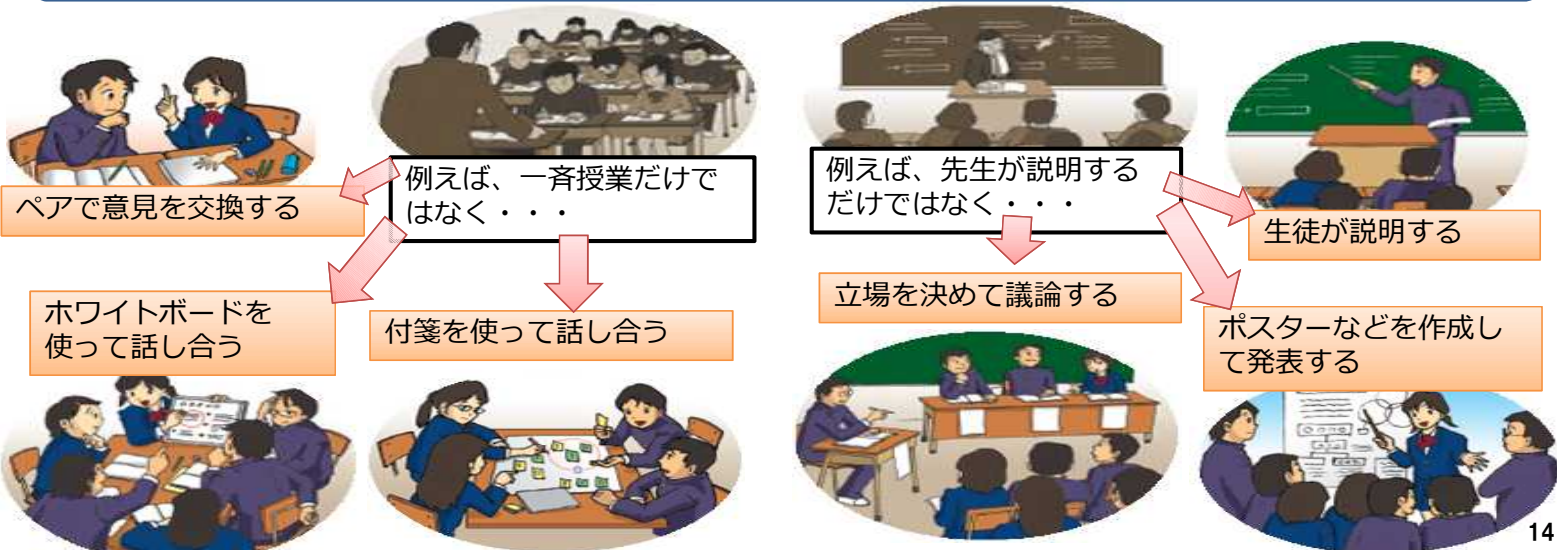 例えば、一斉授業だけで
はなく・・・
ペアで意見を交換する
ホワイトボードを
使って話し合う
付箋を使って話し合う
例えば、先生が説明する
だけではなく・・・
生徒が説明する
立場を決めて議論する
ポスターなどを作成し
て発表する
14